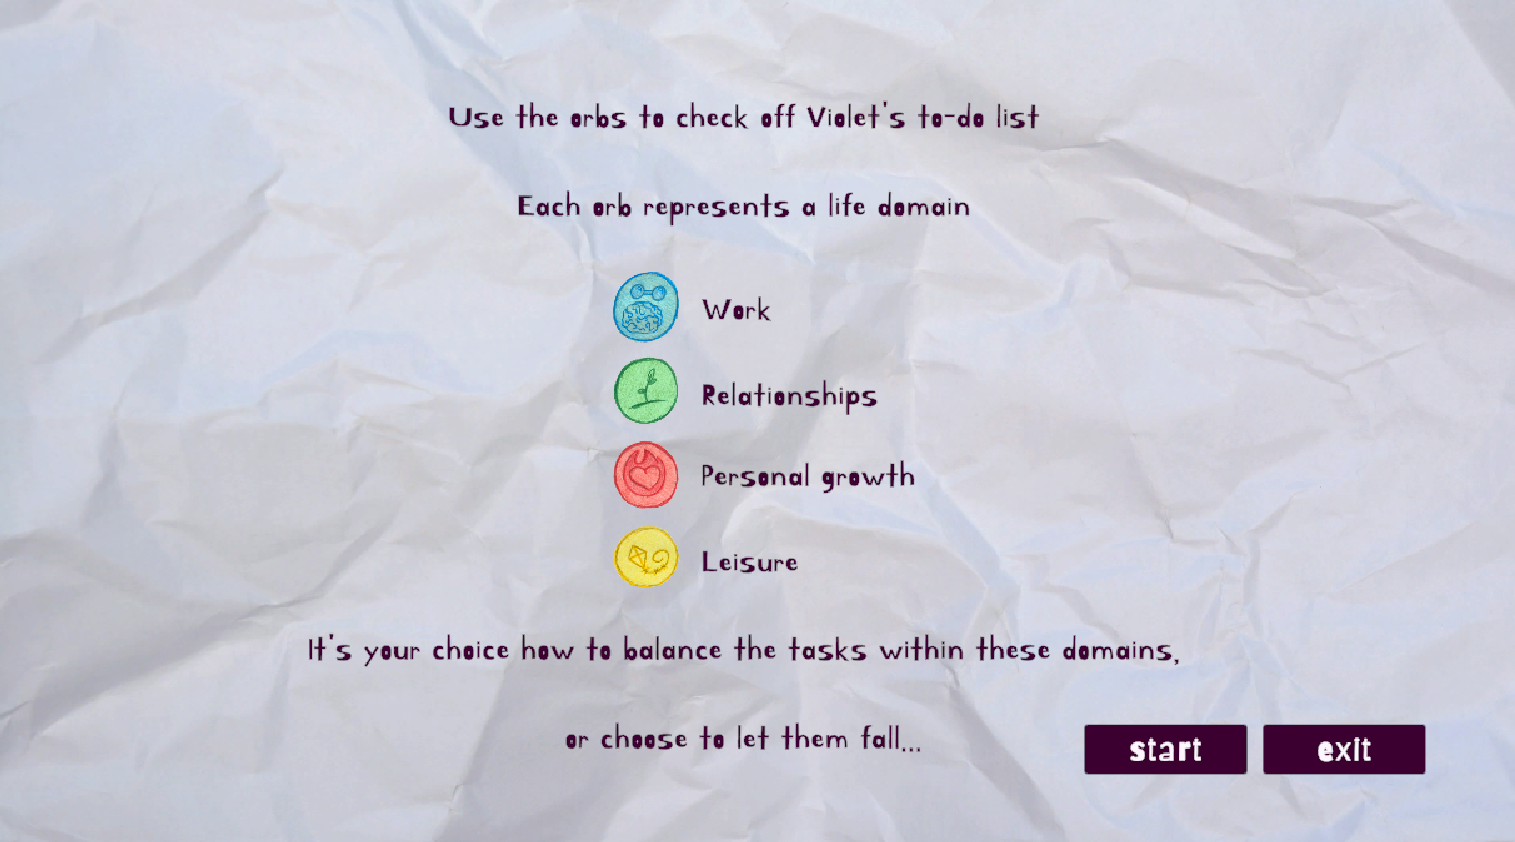 Use the orbs to check off Violet's to-do list
Each orb represents a life domain
Work
Relationships
Personal growth
Leisure
It's your choice how to balance the tasks within these domains,
or choose to let them fall...
start
exit